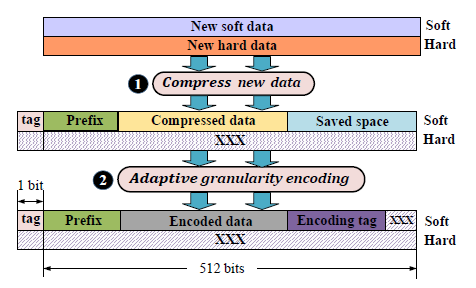 New soft data Soft
New hard data Hard
1 Compress new data
tag Prefix Compressed data Saved space Soft
XXX Hard
2 Adaptive granularity encoding
1 bit
tag Prefix Encoded data Encoding tag XXX Soft
XXX Hard
512 bits